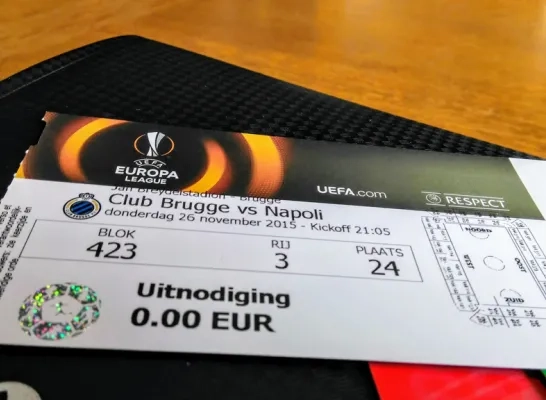 UEFA
EUROPA
LEAGUE
UEFA.com
RESPECT
Jan Breydelstadion - Brugge
Club Brugge vs Napoli
donderdag 26 november 2015 - Kickoff 21:05
BLOK
RIJ
PLAATS
423
3
24
Uitnodiging
0.00 EUR
NOORD
OOST
ZUID